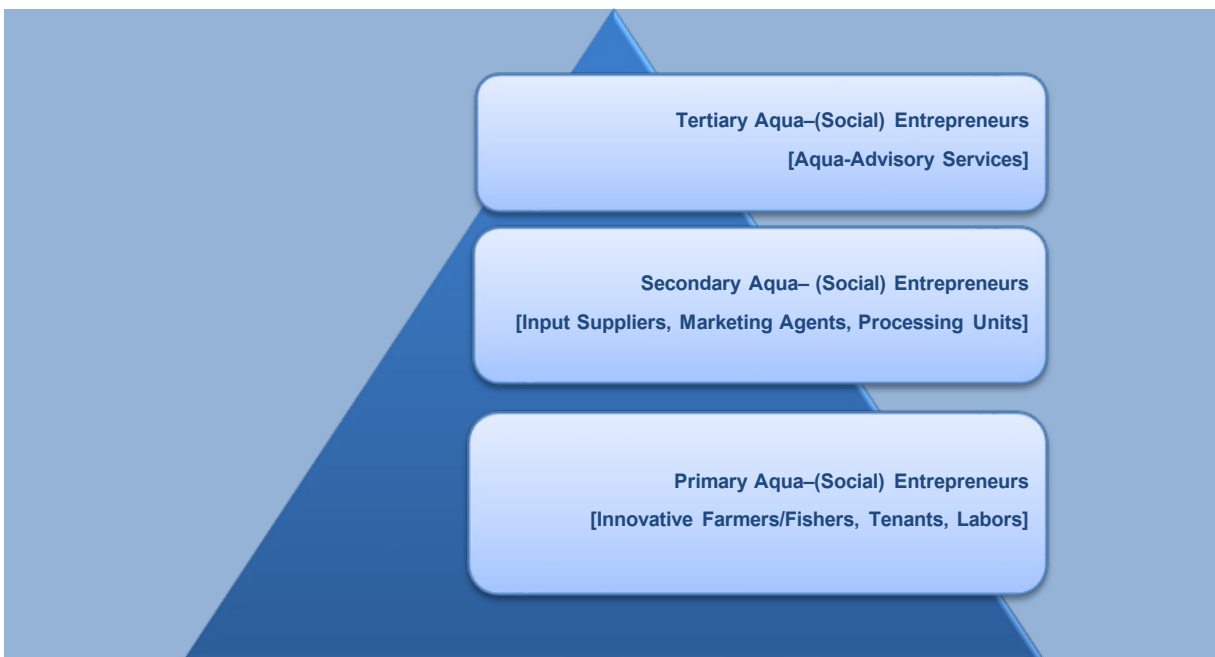 Tertiary Aqua–(Social) Entrepreneurs
[Aqua-Advisory Services]
Secondary Aqua– (Social) Entrepreneurs
[Input Suppliers, Marketing Agents, Processing Units]
Primary Aqua–(Social) Entrepreneurs
[Innovative Farmers/Fishers, Tenants, Labors]